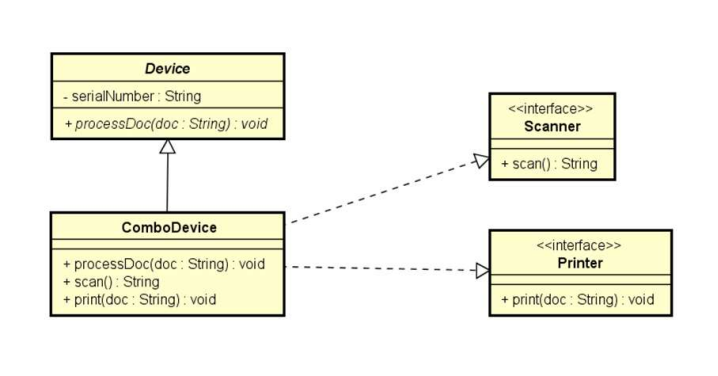 Device
- serialNumber : String
+ processDoc(doc : String) : void
<<interface>>
Scanner
+ scan() : String
ComboDevice
+ processDoc(doc : String) : void
+ scan() : String
+ print(doc : String) : void
<<interface>>
Printer
+ print(doc : String) : void